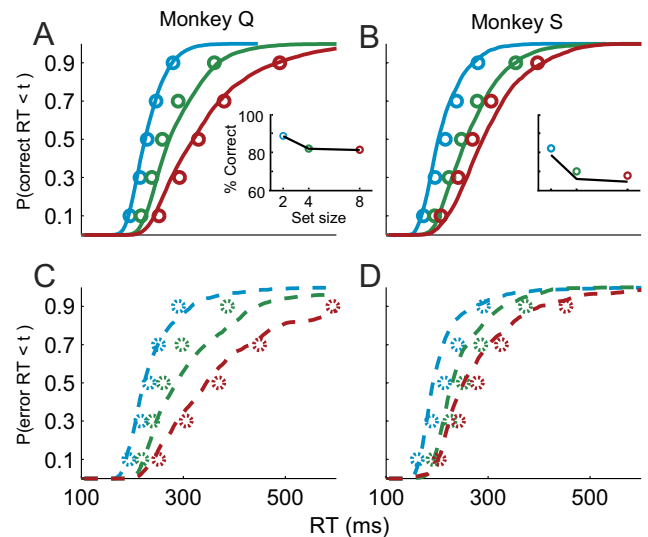 Monkey Q
Monkey S
A
B
P(correct RT < t )
0.9
0.7
0.5
0.3
0.1
% Correct
100
80
60
2 4 8
Set size
C
D
P(error RT < t )
0.9
0.7
0.5
0.3
0.1
100 300 500
100 300 500
RT (ms)